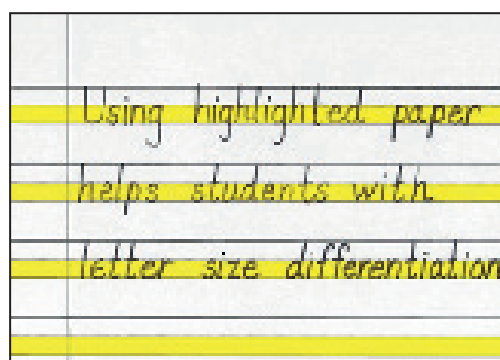 Using highlighted paper
helps students with
letter size differentiation